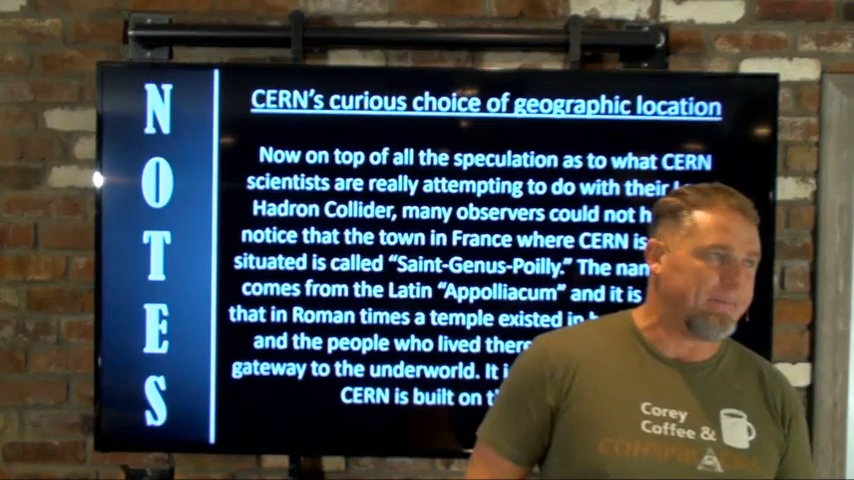 NOTES
CERN's curious choice of geographic location
Now on top of all the speculation as to what CERN
scientists are really attempting to do with their
Hadron Collider, many observers could not
notice that the town in France where CERN is
situated is called “Saint-Genus-Poilly.” The
comes from the Latin “Appolliacum” and it is
that in Roman times a temple existed in
and the people who lived there
gateway to the underworld. It
CERN is built on
Corey
Coffee &